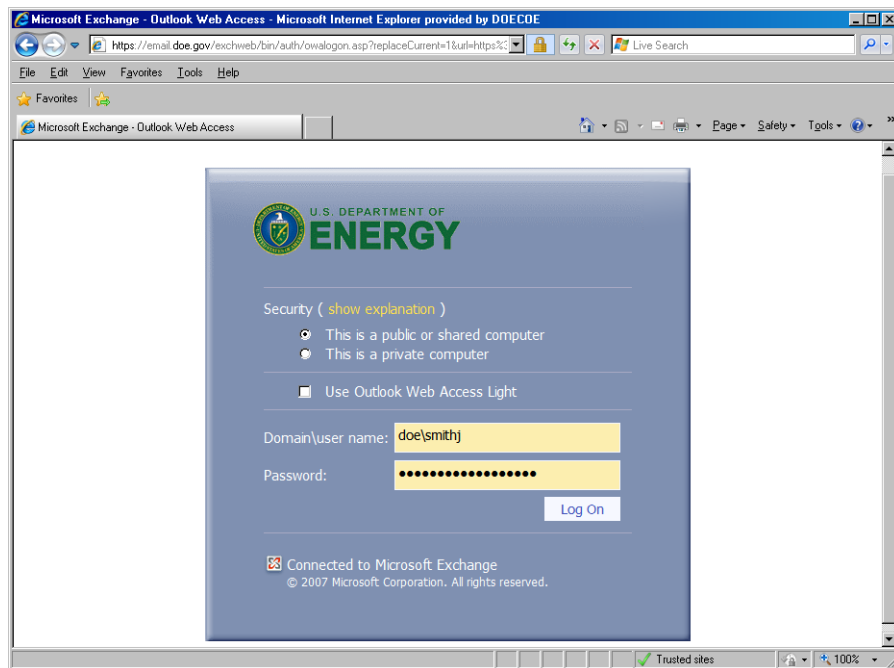 Microsoft Exchange - Outlook Web Access - Microsoft Internet Explorer provided by DOECOE
https://email.doe.gov/exchweb/bin/auth/owalogon.asp?replaceCurrent=1&url=https%3
Live Search
File Edit View Favorites Tools Help
Favorites
Microsoft Exchange - Outlook Web Access
Page Safety Tools »
U.S. DEPARTMENT OF
ENERGY
Security ( show explanation )
This is a public or shared computer
This is a private computer
Use Outlook Web Access Light
Domain\user name: doe\smithj
Password: ••••••••••••••••••
Log On
Connected to Microsoft Exchange
© 2007 Microsoft Corporation. All rights reserved.
Trusted sites 100%